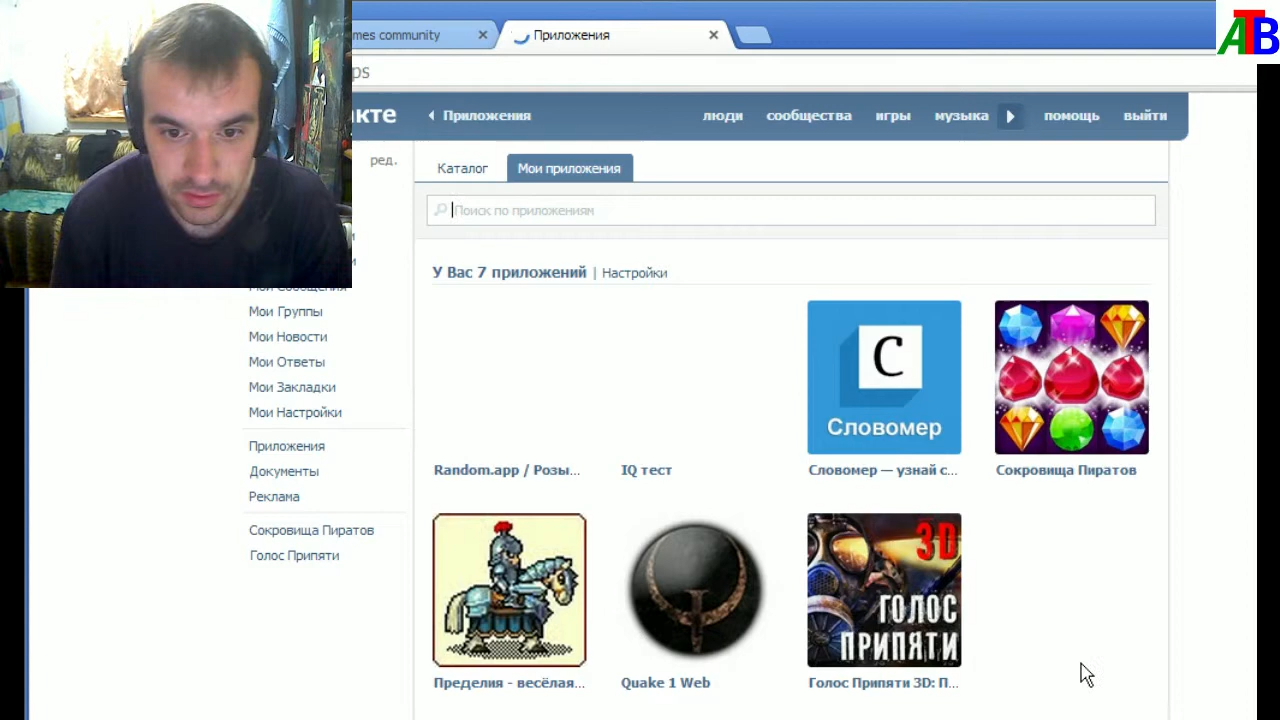 mes community
Приложения
АТВ
ps
кте
Приложения
люди
сообщества
игры
музыка
помощь
выйти
ред.
Каталог
Мои приложения
Поиск по приложениям
У Вас 7 приложений | Настройки
Мои Сообщения
Мои Группы
Мои Новости
Мои Ответы
Мои Закладки
Мои Настройки
Приложения
Документы
Реклама
Сокровища Пиратов
Голос Припяти
С
Словомер
Random.app / Розы...
IQ тест
Словомер — узнай с...
Сокровища Пиратов
3D
ГОЛОС
ПРИПЯТИ
Пределия - весёлая...
Quake 1 Web
Голос Припяти 3D: П...